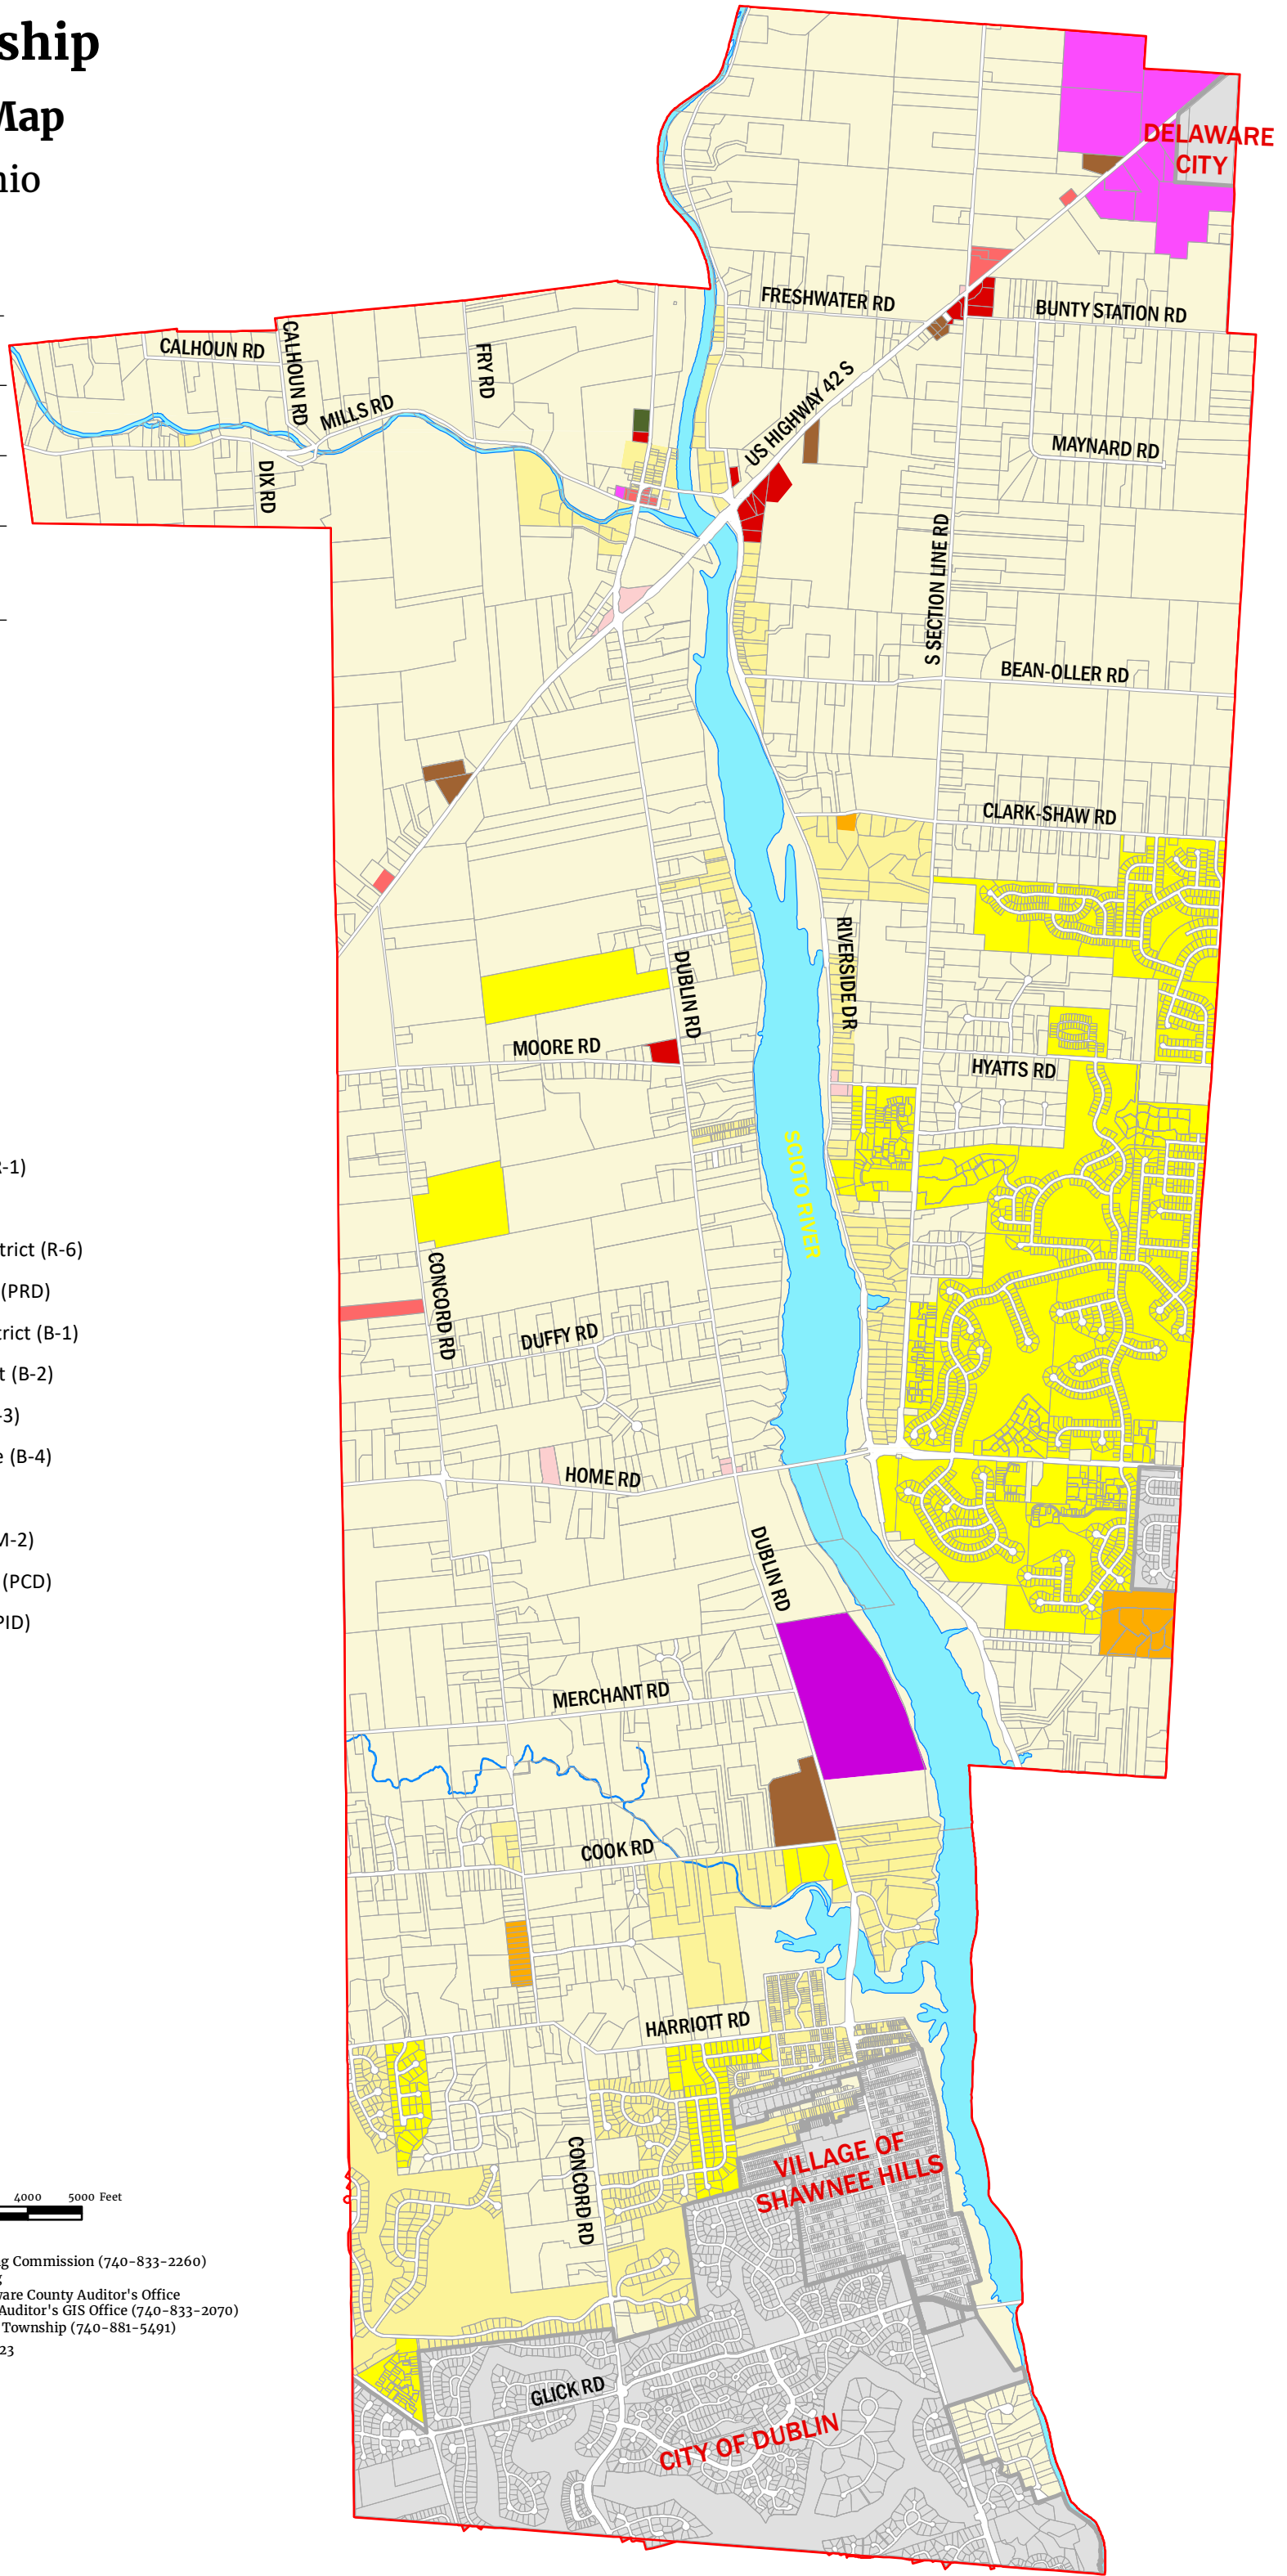 ship
Map
nio
DELAWARE
CITY
FRESHWATER RD
BUNTY STATION RD
CALHOUN RD
CALHOUN RD
FRY RD
MILLS RD
US HIGHWAY 42 S
MAYNARD RD
DIX RD
S SECTION LINE RD
BEAN-OLLER RD
CLARK-SHAW RD
RIVERSIDE DR
DUBLIN RD
MOORE RD
HYATTS RD
SCIOTO RIVER
R-1)
trict (R-6)
(PRD)
trict (B-1)
t (B-2)
-3)
e (B-4)
M-2)
(PCD)
PID)
CONCORD RD
DUFFY RD
HOME RD
DUBLIN RD
MERCHANT RD
COOK RD
HARRIOTT RD
CONCORD RD
VILLAGE OF
SHAWNEE HILLS
4000 5000 Feet
g Commission (740-833-2260)
g
ware County Auditor's Office
Auditor's GIS Office (740-833-2070)
Township (740-881-5491)
23
GLICK RD
CITY OF DUBLIN